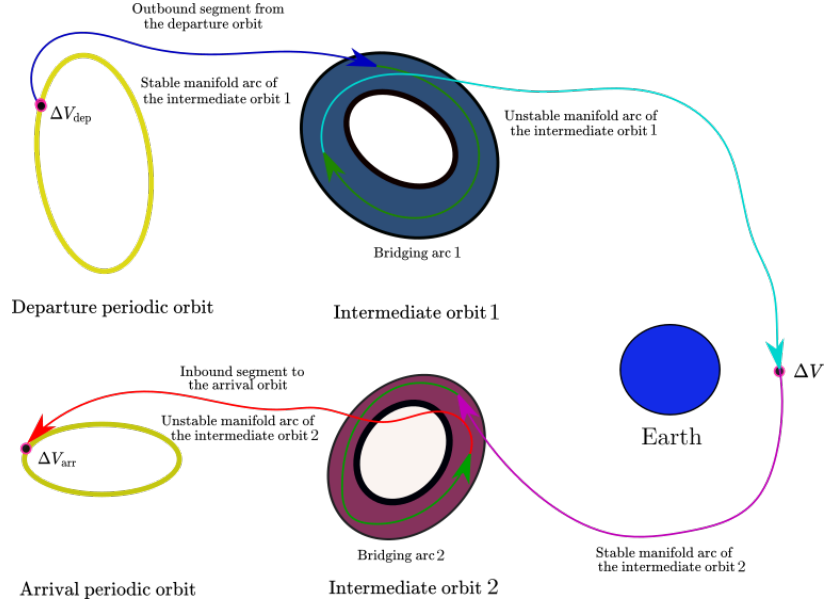 Outbound segment from
the departure orbit
Stable manifold arc of
the intermediate orbit 1
ΔV_dep
Unstable manifold arc of
the intermediate orbit 1
Bridging arc 1
Departure periodic orbit
Intermediate orbit 1
Inbound segment to
the arrival orbit
ΔV
Unstable manifold arc of
the intermediate orbit 2
Earth
ΔV_arr
Bridging arc 2
Stable manifold arc of
the intermediate orbit 2
Arrival periodic orbit
Intermediate orbit 2